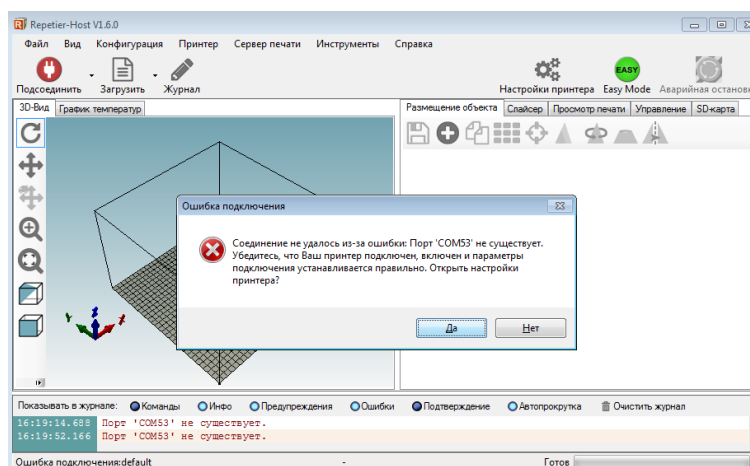 Repetier-Host V1.6.0
Файл Вид Конфигурация Принтер Сервер печати Инструменты Справка
EASY
Подсоединить Загрузить Журнал Настройки принтера Easy Mode Аварийная останов
3D-Вид График температур Размещение объекта Слайсер Просмотр печати Управление SD-карта
Ошибка подключения
Соединение не удалось из-за ошибки: Порт 'COM53' не существует.
Убедитесь, что Ваш принтер подключен, включен и параметры
подключения устанавливается правильно. Открыть настройки
принтера?
Да Нет
Показывать в журнале: Команды Инфо Предупреждения Ошибки Подтверждение Автопрокрутка Очистить журнал
16:19:14.688 Порт 'COM53' не существует.
16:19:52.166 Порт 'COM53' не существует.
Ошибка подключения:default - Готов